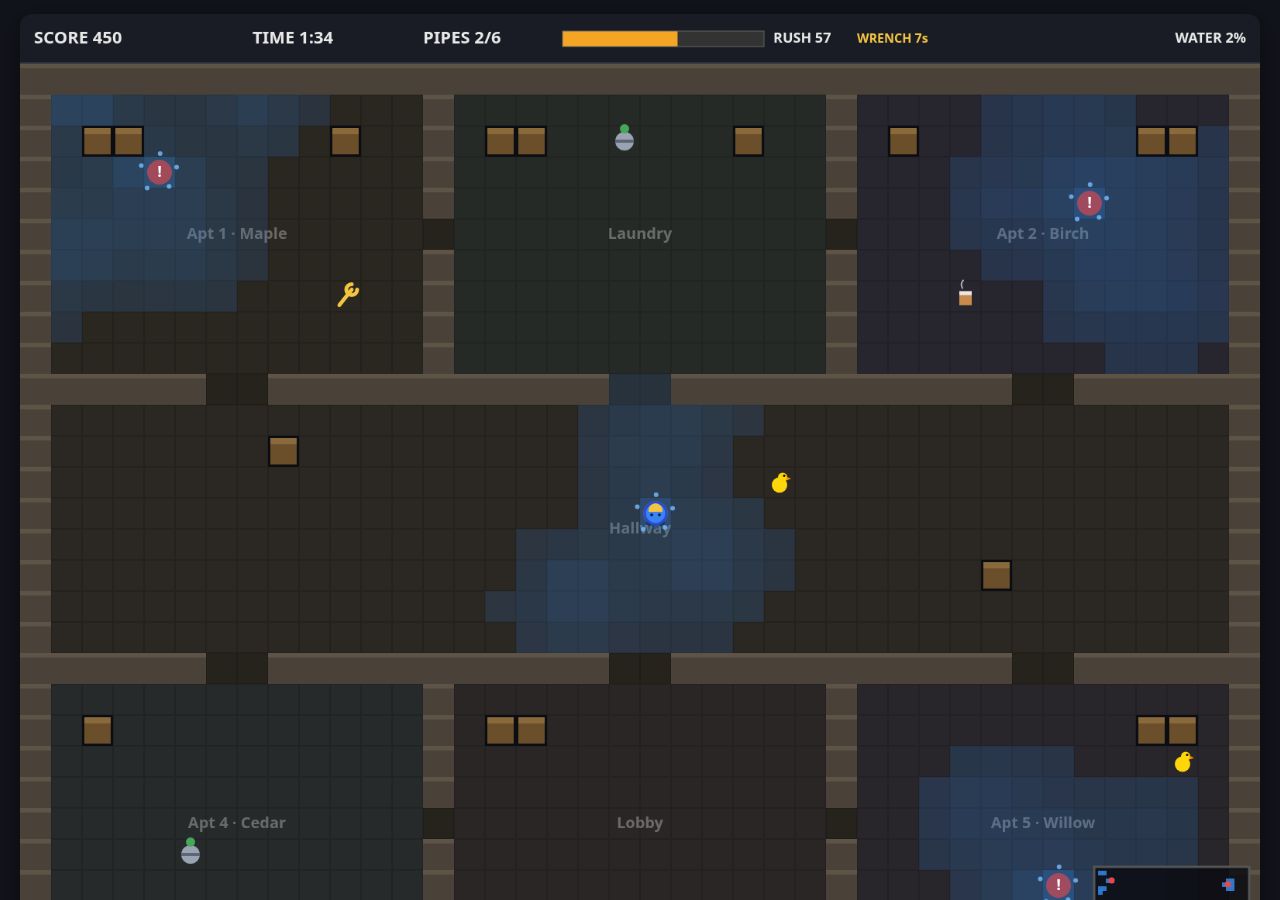 SCORE 450 TIME 1:34 PIPES 2/6 RUSH 57 WRENCH 7s WATER 2%
!
!
Apt 1 · Maple Laundry Apt 2 · Birch
Hallway
Apt 4 · Cedar Lobby Apt 5 · Willow
!